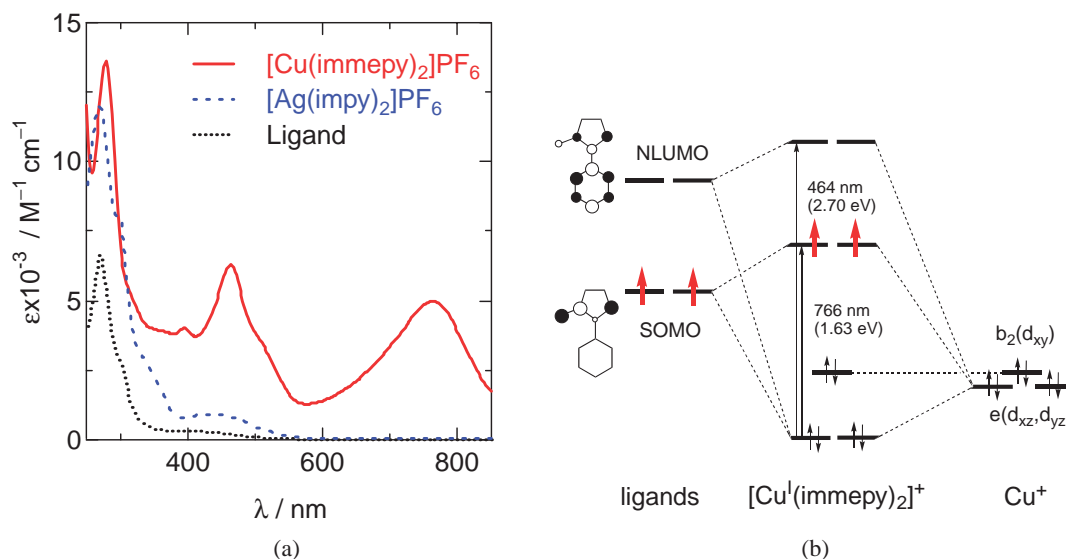 15
10
5
0
εx10⁻³ / M⁻¹ cm⁻¹
[Cu(immepy)₂]PF₆
[Ag(impy)₂]PF₆
Ligand
400 600 800
λ / nm
(a)
NLUMO
464 nm
(2.70 eV)
SOMO
766 nm
(1.63 eV)
b₂(dxy)
e(dxz,dyz
ligands [Cuᴵ(immepy)₂]⁺ Cu⁺
(b)